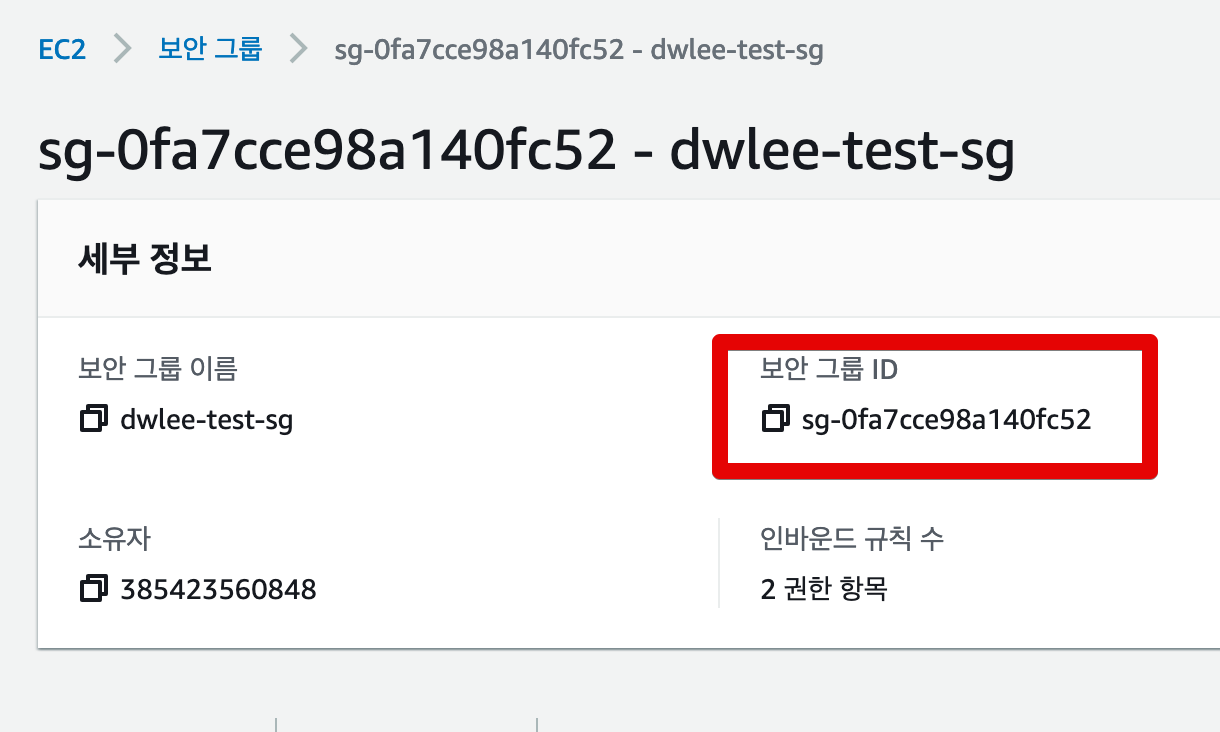 EC2 > 보안 그룹 > sg-0fa7cce98a140fc52 - dwlee-test-sg
sg-0fa7cce98a140fc52 - dwlee-test-sg
세부 정보
보안 그룹 이름
dwlee-test-sg
보안 그룹 ID
sg-0fa7cce98a140fc52
소유자
385423560848
인바운드 규칙 수
2 권한 항목